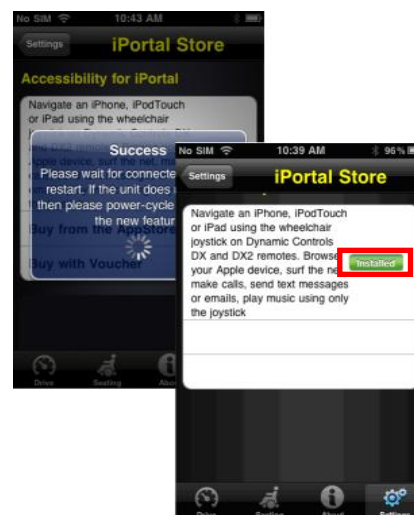 No SIM 10:43 AM
Settings iPortal Store
Accessibility for iPortal
Navigate an iPhone, iPodTouch
or iPad using the wheelchair
Success
Please wait for connecte
restart. If the unit does
then please power-cycle
the new featur
Buy from the AppStore
Buy with Voucher
Drive Seating Abou
No SIM 10:39 AM 96%
Settings iPortal Store
Navigate an iPhone, iPodTouch
or iPad using the wheelchair
joystick on Dynamic Controls
DX and DX2 remotes. Browse
your Apple device, surf the ne
make calls, send text messages
or emails, play music using only
the joystick
Installed
Drive Seating About Settings